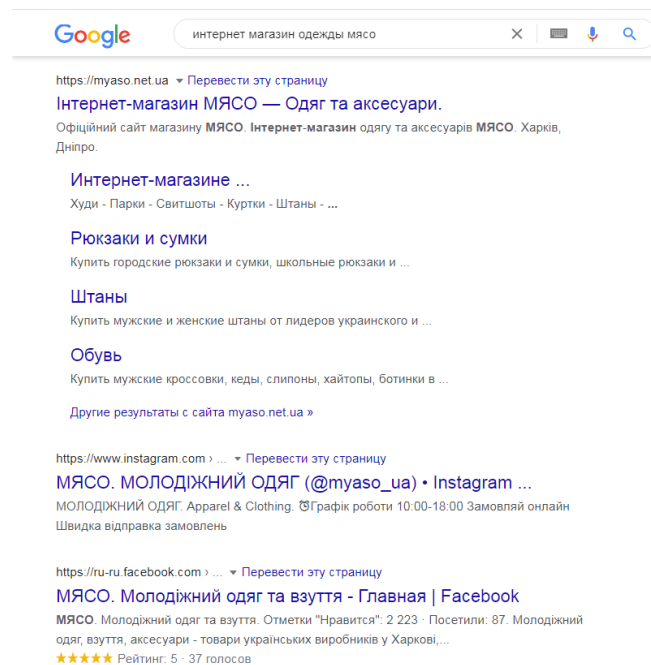 Google
интернет магазин одежды мясо
https://myaso.net.ua ▾ Перевести эту страницу
Інтернет-магазин МЯСО — Одяг та аксесуари.
Офіційний сайт магазину МЯСО. Інтернет-магазин одягу та аксесуарів МЯСО. Харків,
Дніпро.
Интернет-магазине ...
Худи - Парки - Свитшоты - Куртки - Штаны - ...
Рюкзаки и сумки
Купить городские рюкзаки и сумки, школьные рюкзаки и ...
Штаны
Купить мужские и женские штаны от лидеров украинского и ...
Обувь
Купить мужские кроссовки, кеды, слипоны, хайтопы, ботинки в ...
Другие результаты с сайта myaso.net.ua »
https://www.instagram.com › ... ▾ Перевести эту страницу
МЯСО. МОЛОДІЖНИЙ ОДЯГ (@myaso_ua) • Instagram ...
МОЛОДІЖНИЙ ОДЯГ. Apparel & Clothing. ⏰Графік роботи 10:00-18:00 Замовляй онлайн
Швидка відправка замовлень
https://ru-ru.facebook.com › ... ▾ Перевести эту страницу
МЯСО. Молодіжний одяг та взуття - Главная | Facebook
МЯСО. Молодіжний одяг та взуття. Отметки "Нравится": 2 223 · Посетили: 87. Молодіжний
одяг, взуття, аксесуари - товари українських виробників у Харкові,...
★★★★★ Рейтинг: 5 · 37 голосов